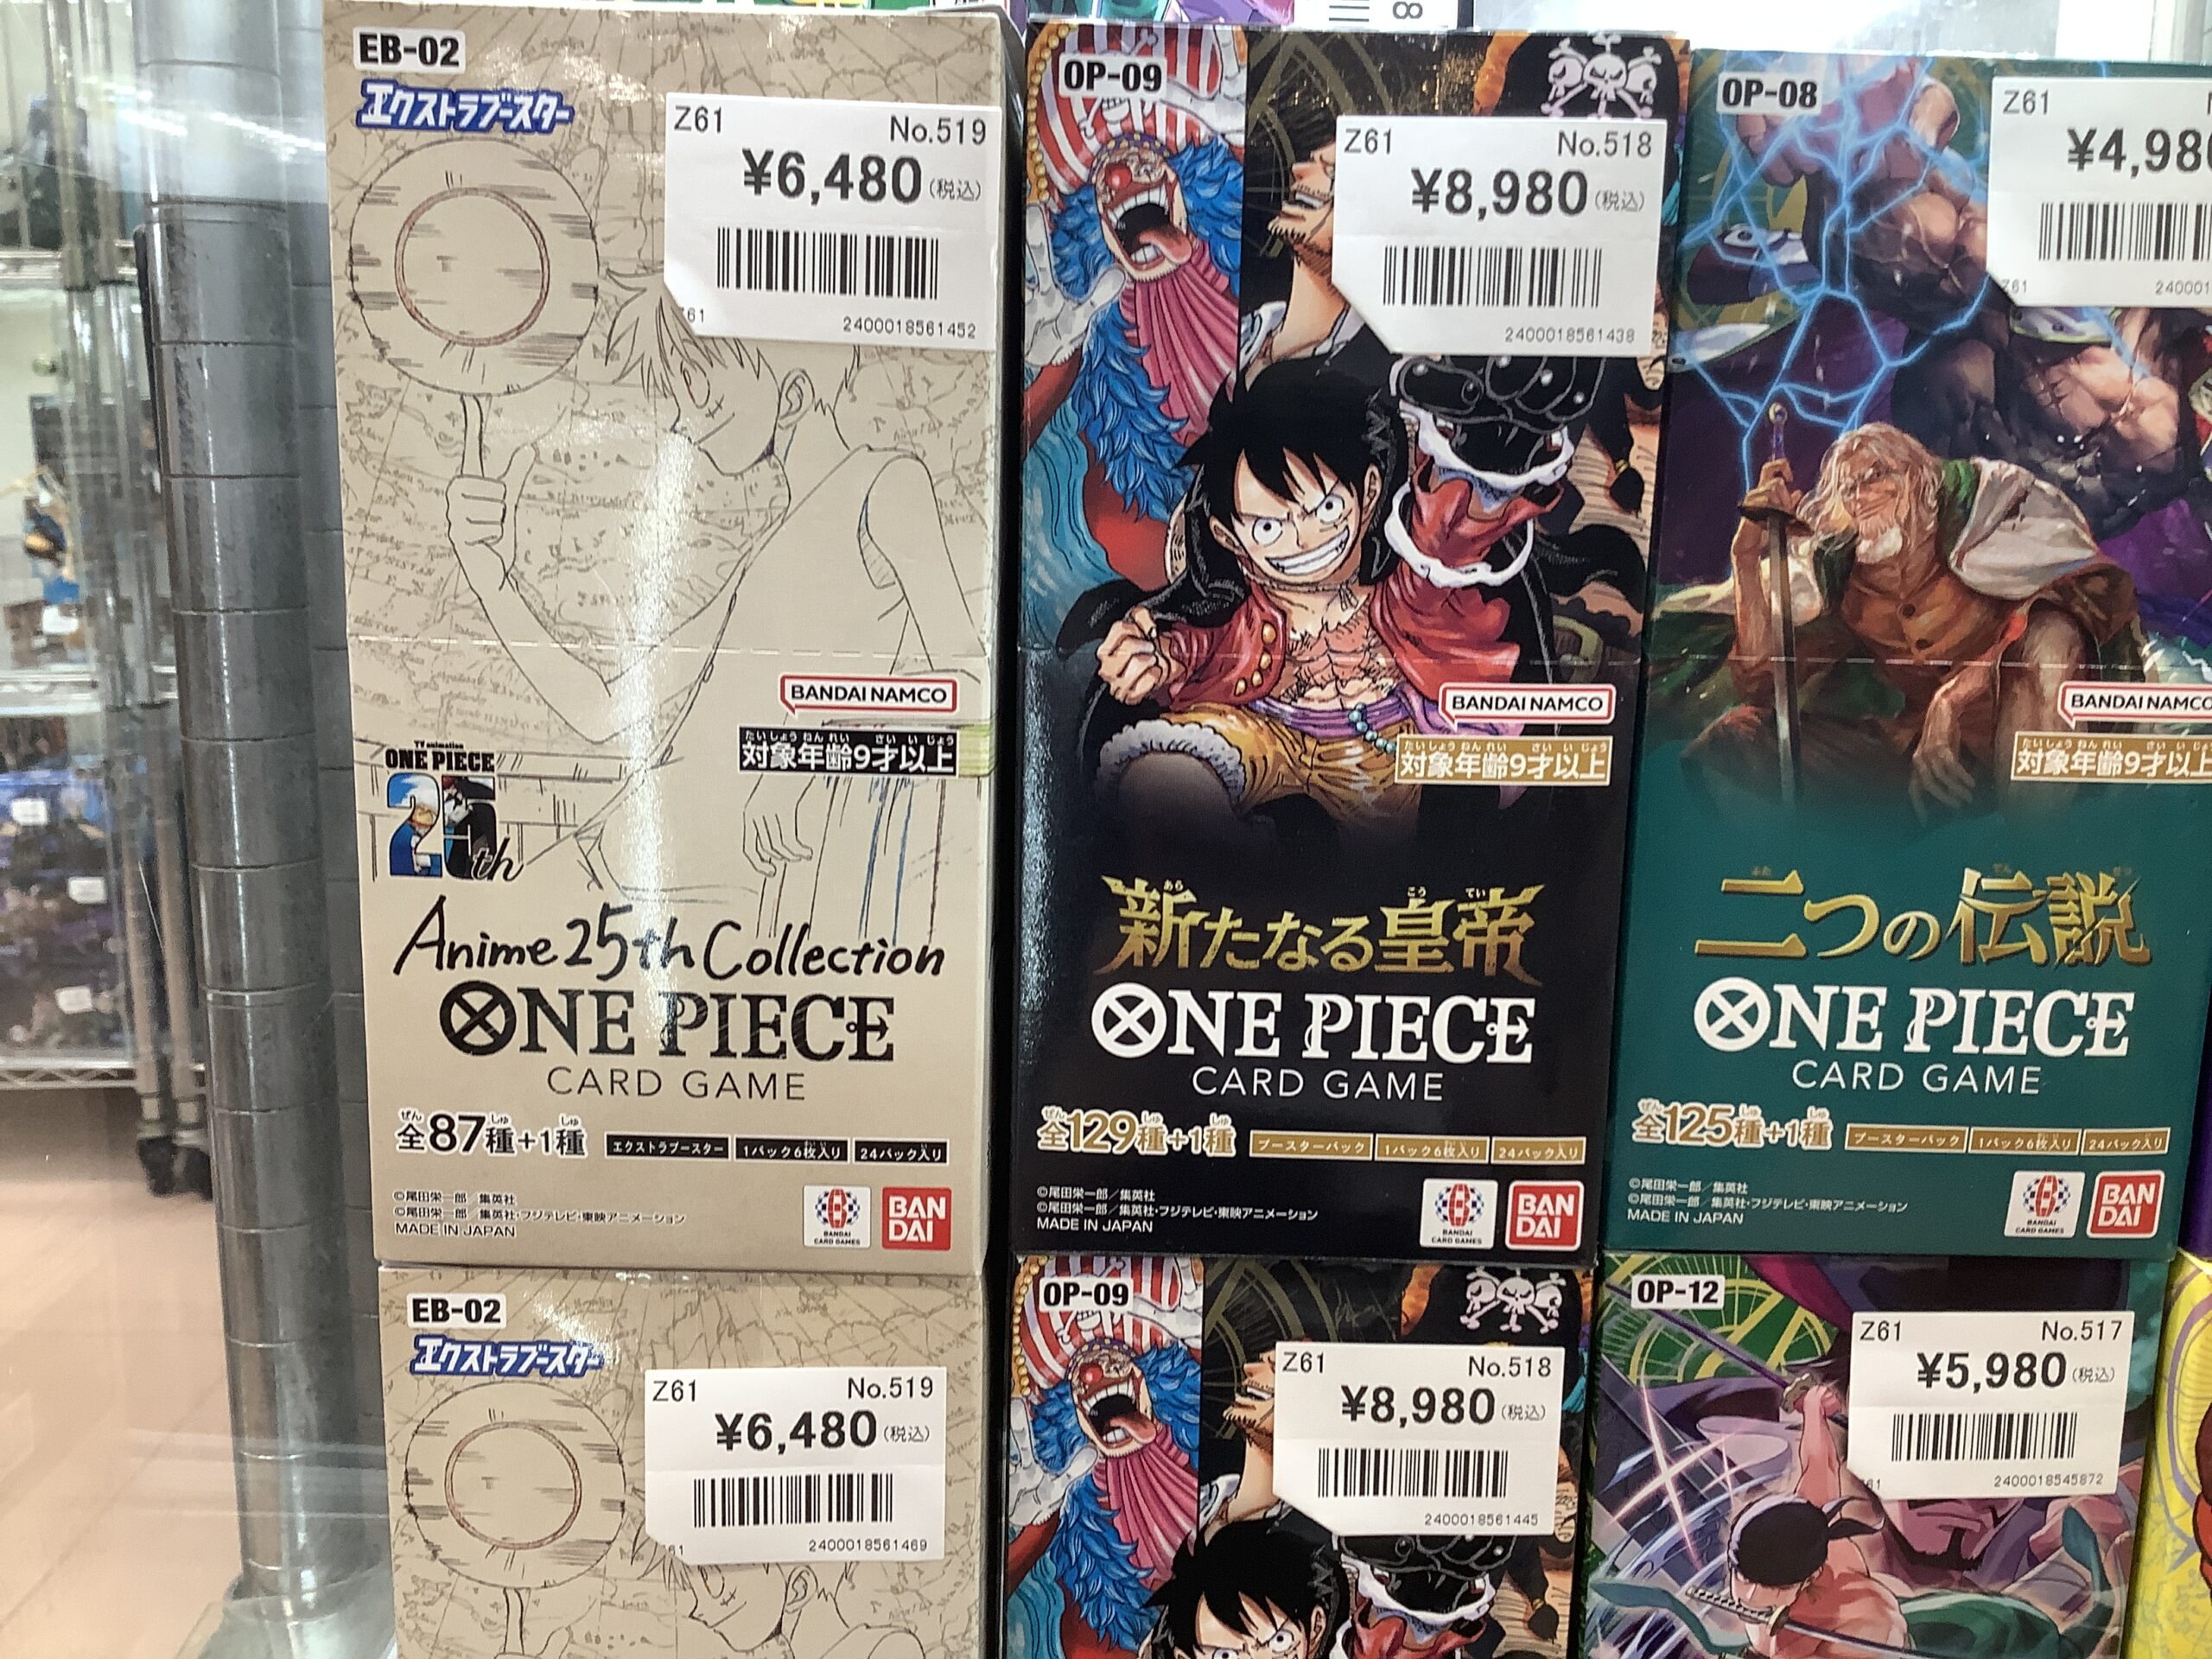 EB-02
エクストラブースター
Z61 No.519
¥6,480(税込)
2400018561452
BANDAI NAMCO
対象年齢9才以上
TV animation
ONE PIECE
25th
Anime 25th Collection
ONE PIECE
CARD GAME
全87種+1種
エクストラブースター 1パック6枚入り 24パック入り
©尾田栄一郎/集英社
©尾田栄一郎/集英社・フジテレビ・東映アニメーション
MADE IN JAPAN
BANDAI
CARD GAMES
BAN
DAI
OP-09
Z61 No.518
¥8,980(税込)
2400018561438
BANDAI NAMCO
対象年齢9才以上
新たなる皇帝
ONE PIECE
CARD GAME
全129種+1種
ブースターパック 1パック6枚入り 24パック入り
©尾田栄一郎/集英社
©尾田栄一郎/集英社・フジテレビ・東映アニメーション
MADE IN JAPAN
BANDAI
CARD GAMES
BAN
DAI
OP-08
Z61
¥4,98
Z61 240001
BANDAI NAMCO
対象年齢9才以上
二つの伝説
ONE PIECE
CARD GAME
全125種+1種
ブースターパック 1パック6枚入り 24パック入り
©尾田栄一郎/集英社
©尾田栄一郎/集英社・フジテレビ・東映アニメーション
MADE IN JAPAN
BANDAI
CARD GAMES
BAN
DAI
EB-02
エクストラブースター
Z61 No.519
¥6,480(税込)
2400018561469
OP-09
Z61 No.518
¥8,980(税込)
2400018561445
OP-12
Z61 No.517
¥5,980(税込)
2400018545872